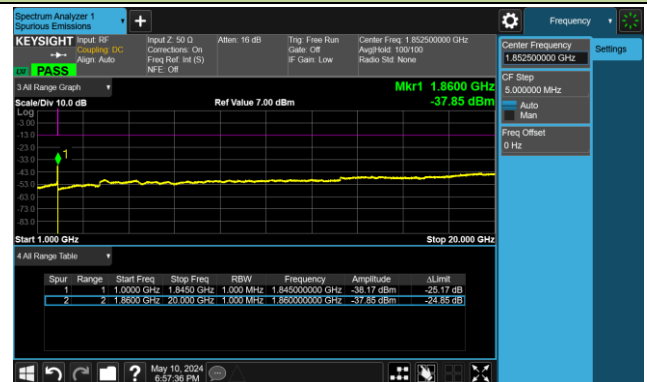 Spectrum Analyzer 1
Spurious Emissions
Frequency
KEYSIGHT
Input: RF
Coupling: DC
Align: Auto
Input Z: 50 Ω
Corrections: On
Freq Ref: Int (S)
NFE: Off
Atten: 16 dB
Trig: Free Run
Gate: Off
IF Gain: Low
Center Freq: 1.852500000 GHz
Avg|Hold: 100/100
Radio Std: None
PASS
Center Frequency
1.852500000 GHz
Settings
CF Step
5.000000 MHz
Auto
Man
Freq Offset
0 Hz
3 All Range Graph
Mkr1 1.8600 GHz
Scale/Div 10.0 dB
Ref Value 7.00 dBm
-37.85 dBm
Log
-3.00
-13.0
-23.0
-33.0
-43.0
-53.0
-63.0
-73.0
-83.0
1
Start 1.000 GHz
Stop 20.000 GHz
4 All Range Table
Spur Range Start Freq Stop Freq RBW Frequency Amplitude ΔLimit
1 1 1.0000 GHz 1.8450 GHz 1.000 MHz 1.845000000 GHz -38.17 dBm -25.17 dB
2 2 1.8600 GHz 20.000 GHz 1.000 MHz 1.860000000 GHz -37.85 dBm -24.85 dB
May 10, 2024
6:57:36 PM